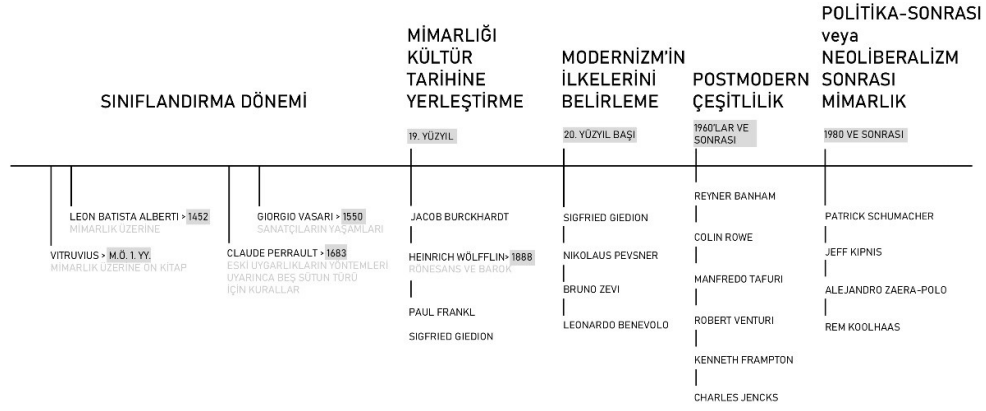 SINIFLANDIRMA DÖNEMİ
LEON BATISTA ALBERTI > 1452
MİMARLIK ÜZERİNE
VITRUVIUS > M.Ö. 1. YY.
MİMARLIK ÜZERİNE ON KİTAP
GIORGIO VASARI > 1550
SANATÇILARIN YAŞAMLARI
CLAUDE PERRAULT > 1683
ESKİ UYGARLIKLARIN YÖNTEMLERİ
UYARINCA BEŞ SÜTUN TÜRÜ
İÇİN KURALLAR
MİMARLIĞI
KÜLTÜR
TARİHİNE
YERLEŞTİRME
19. YÜZYIL
JACOB BURCKHARDT
HEINRICH WÖLFFLIN> 1888
RÖNESANS VE BAROK
PAUL FRANKL
SIGFRIED GIEDION
MODERNİZM'İN
İLKELERİNİ
BELİRLEME
20. YÜZYIL BAŞI
SIGFRIED GIEDION
NIKOLAUS PEVSNER
BRUNO ZEVI
LEONARDO BENEVOLO
POSTMODERN
ÇEŞİTLİLİK
1960'LAR VE
SONRASI
REYNER BANHAM
COLIN ROWE
MANFREDO TAFURI
ROBERT VENTURI
KENNETH FRAMPTON
CHARLES JENCKS
POLİTİKA-SONRASI
veya
NEOLİBERALİZM
SONRASI
MİMARLIK
1980 VE SONRASI
PATRICK SCHUMACHER
JEFF KIPNIS
ALEJANDRO ZAERA-POLO
REM KOOLHAAS